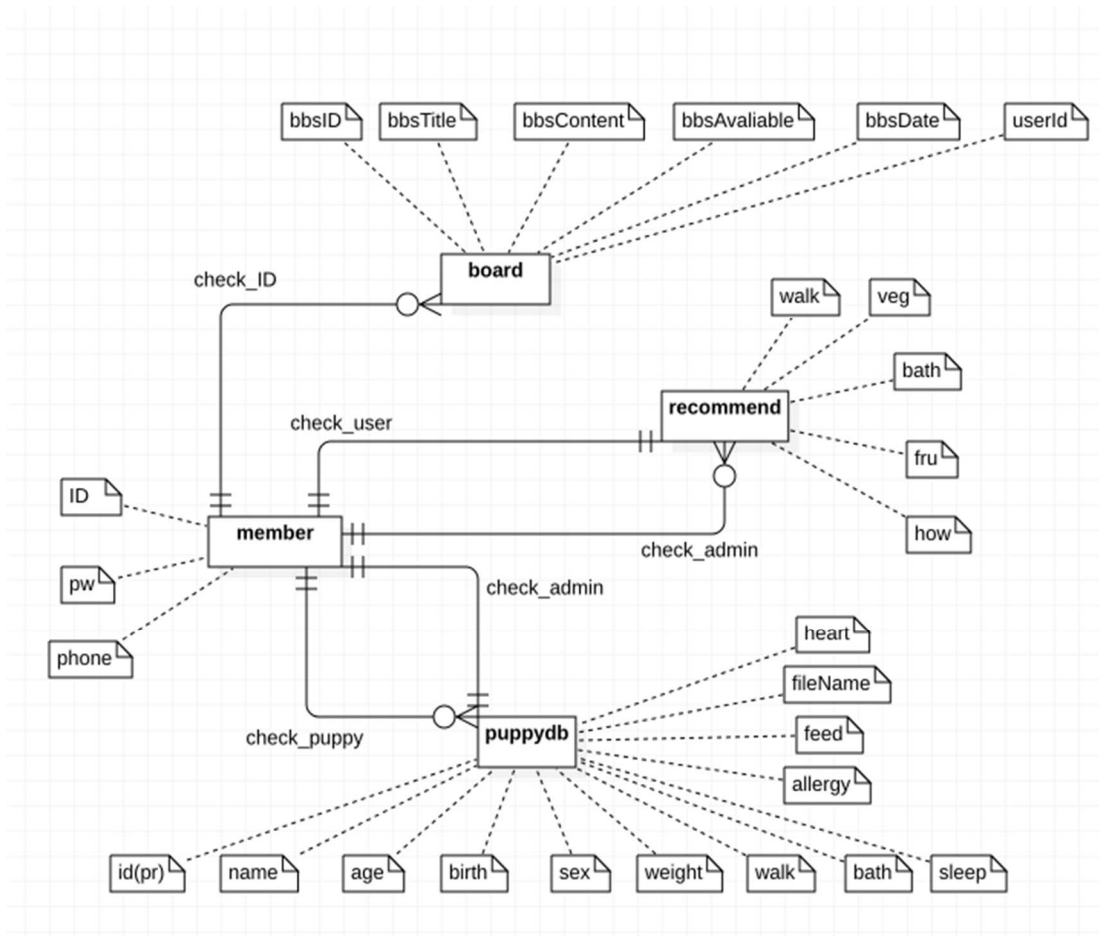 bbsID
bbsTitle
bbsContent
bbsAvaliable
bbsDate
userId
board
check_ID
walk
veg
bath
recommend
check_user
fru
ID
how
member
check_admin
pw
check_admin
phone
heart
fileName
feed
puppydb
check_puppy
allergy
id(pr)
name
age
birth
sex
weight
walk
bath
sleep